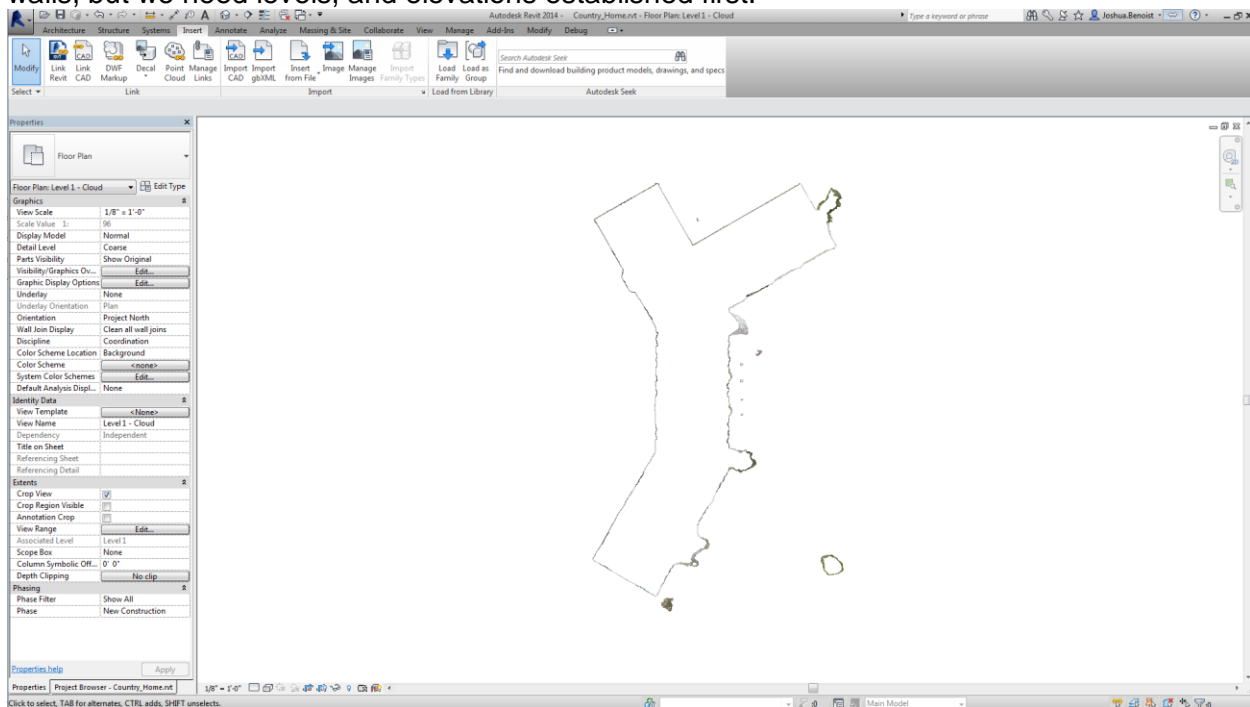 walls, but we need levels, and elevations established first.
Autodesk Revit 2014 - Country_Home.rvt - Floor Plan: Level 1 - Cloud
Type a keyword or phrase
Joshua.Benoist
Architecture Structure Systems Insert Annotate Analyze Massing & Site Collaborate View Manage Add-Ins Modify Debug
Modify
Link Revit
Link CAD
DWF Markup
Decal
Point Cloud
Manage Links
Import CAD
Import gbXML
Insert from File
Image
Manage Images
Import Family Types
Load Family
Load as Group
Search Autodesk Seek
Find and download building product models, drawings, and specs
Select
Link
Import
Load from Library
Autodesk Seek
Properties
Floor Plan
Floor Plan: Level 1 - Cloud Edit Type
Graphics
View Scale 1/8" = 1'-0"
Scale Value 1: 96
Display Model Normal
Detail Level Coarse
Parts Visibility Show Original
Visibility/Graphics Ov... Edit...
Graphic Display Options Edit...
Underlay None
Underlay Orientation Plan
Orientation Project North
Wall Join Display Clean all wall joins
Discipline Coordination
Color Scheme Location Background
Color Scheme <none>
System Color Schemes Edit...
Default Analysis Displ... None
Identity Data
View Template <None>
View Name Level 1 - Cloud
Dependency Independent
Title on Sheet
Referencing Sheet
Referencing Detail
Extents
Crop View
Crop Region Visible
Annotation Crop
View Range Edit...
Associated Level Level 1
Scope Box None
Column Symbolic Off... 0' 0"
Depth Clipping No clip
Phasing
Phase Filter Show All
Phase New Construction
Properties help Apply
Properties Project Browser - Country_Home.rvt
1/8" = 1'-0"
Click to select, TAB for alternates, CTRL adds, SHIFT unselects.
:0
Main Model
:0